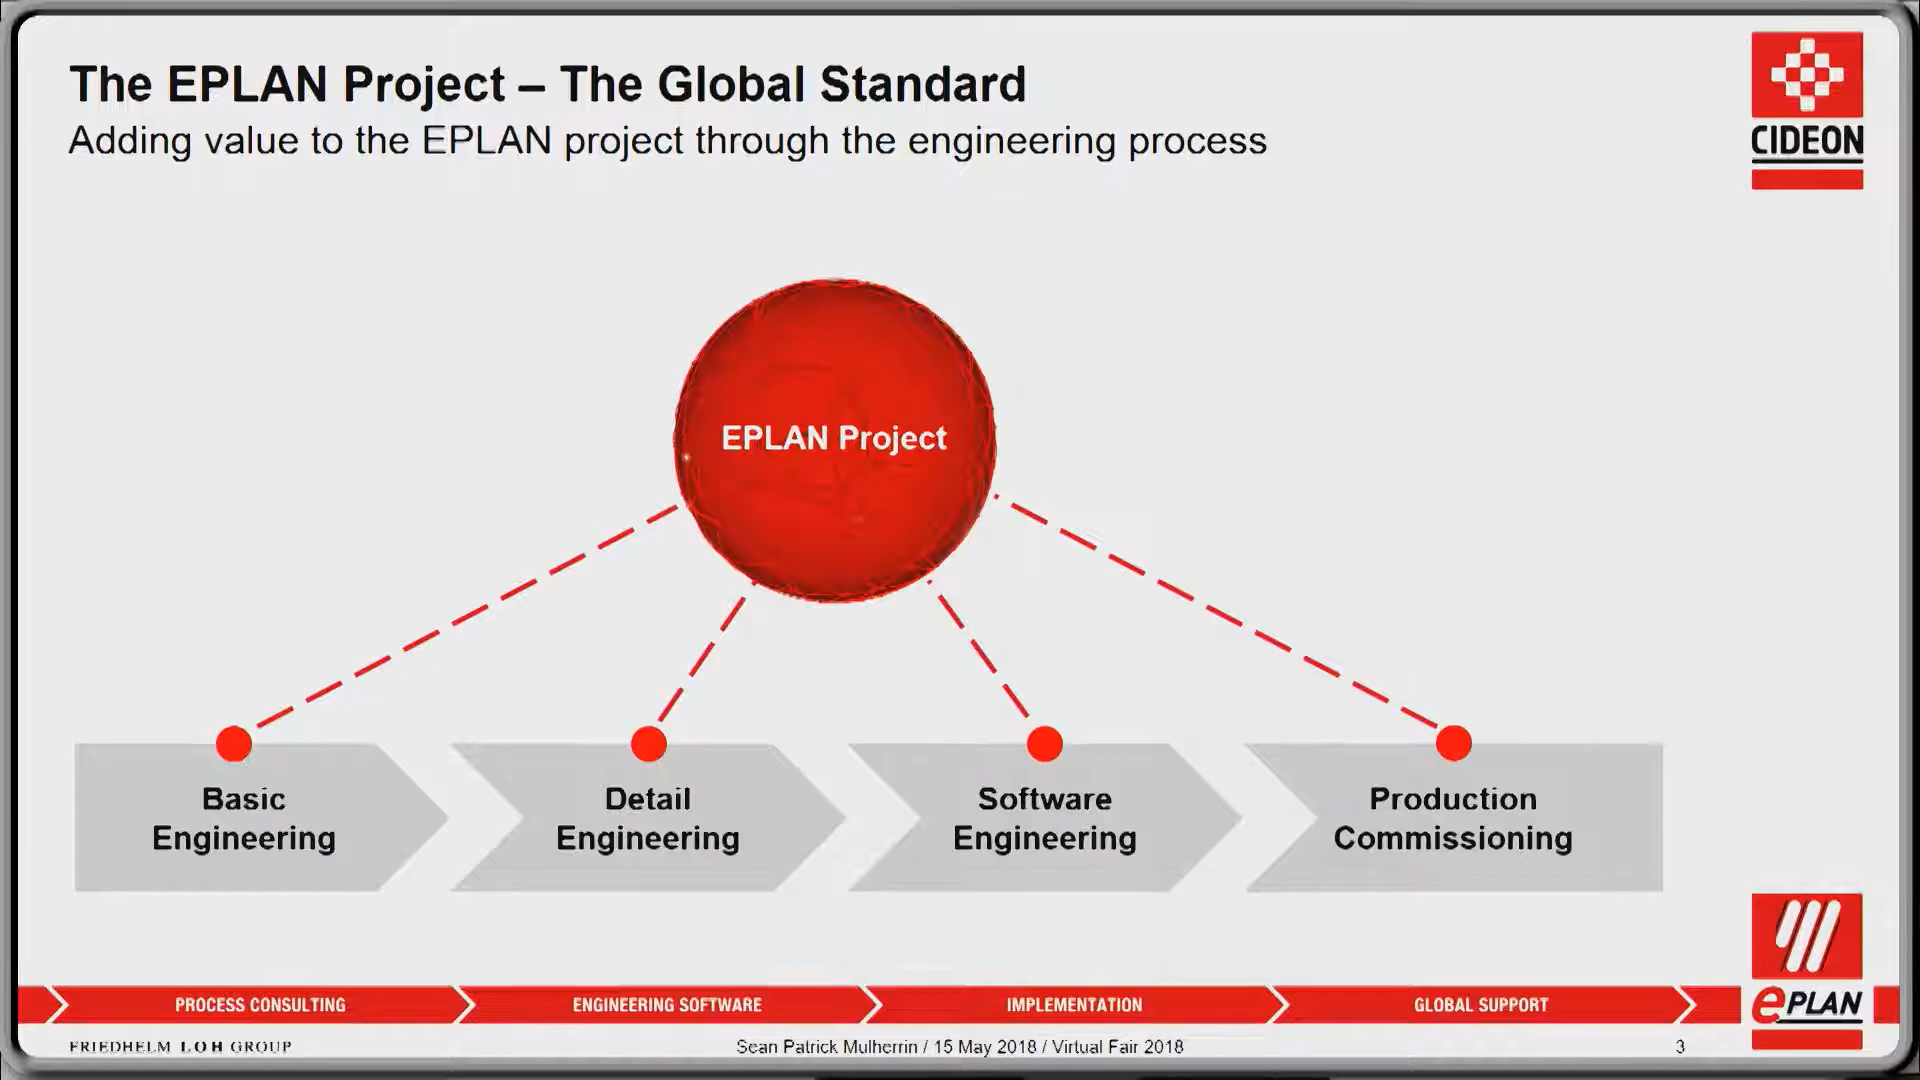 The EPLAN Project – The Global Standard
Adding value to the EPLAN project through the engineering process
CIDEON
EPLAN Project
Basic
Engineering
Detail
Engineering
Software
Engineering
Production
Commissioning
PROCESS CONSULTING
ENGINEERING SOFTWARE
IMPLEMENTATION
GLOBAL SUPPORT
ePLAN
FRIEDHELM LOH GROUP
Sean Patrick Mulherrin / 15 May 2018 / Virtual Fair 2018
3